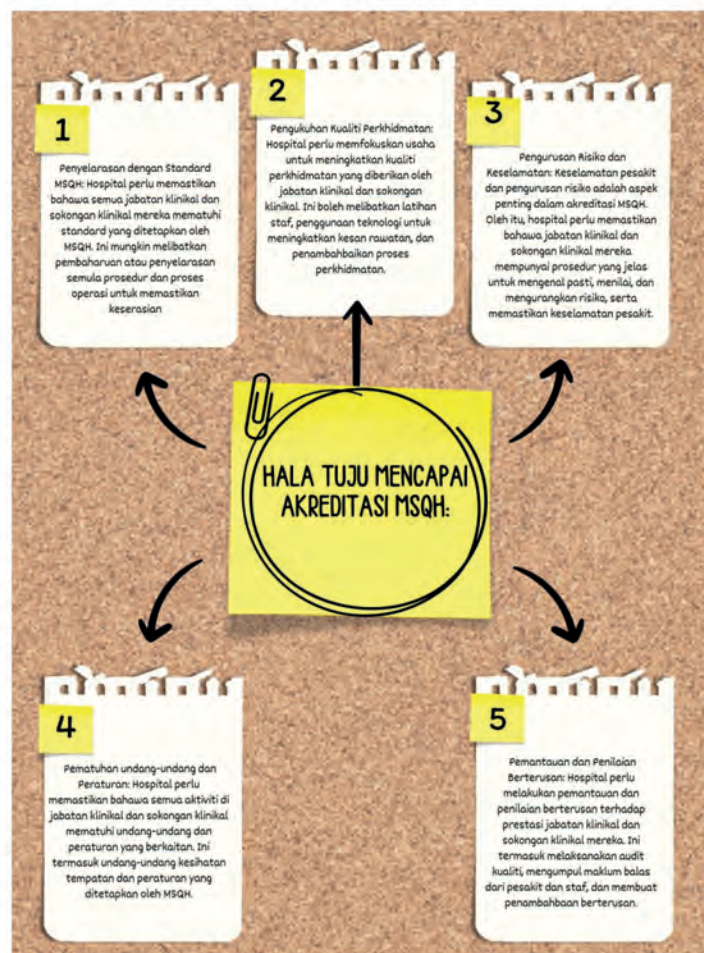 1
Penyelarasan dengan Standard
MSQH: Hospital perlu memastikan
bahawa semua jabatan klinikal dan
sokongan klinikal mereka mematuhi
standard yang ditetapkan oleh
MSQH. Ini mungkin melibatkan
pembaharuan atau penyelarasan
semula prosedur dan proses
operasi untuk memastikan
keserasian
2
Pengukuhan Kualiti Perkhidmatan:
Hospital perlu memfokuskan usaha
untuk meningkatkan kualiti
perkhidmatan yang diberikan oleh
jabatan klinikal dan sokongan
klinikal. Ini boleh melibatkan latihan
staf, penggunaan teknologi untuk
meningkatkan kesan rawatan, dan
penambahbaikan proses
perkhidmatan.
3
Pengurusan Risiko dan
Keselamatan: Keselamatan pesakit
dan pengurusan risiko adalah aspek
penting dalam akreditasi MSQH.
Oleh itu, hospital perlu memastikan
bahawa jabatan klinikal dan
sokongan klinikal mereka
mempunyai prosedur yang jelas
untuk mengenal pasti, menilai, dan
mengurangkan risiko, serta
memastikan keselamatan pesakit.
HALA TUJU MENCAPAI
AKREDITASI MSQH:
4
Pematuhan undang-undang dan
Peraturan: Hospital perlu
memastikan bahawa semua aktiviti di
jabatan klinikal dan sokongan klinikal
mematuhi undang-undang dan
peraturan yang berkaitan. Ini
termasuk undang-undang kesihatan
tempatan dan peraturan yang
ditetapkan oleh MSQH.
5
Pemantauan dan Penilaian
Berterusan: Hospital perlu
melakukan pemantauan dan
penilaian berterusan terhadap
prestasi jabatan klinikal dan
sokongan klinikal mereka. Ini
termasuk melaksanakan audit
kualiti, mengumpul maklum balas
dari pesakit dan staf, dan membuat
penambahbaan berterusan.